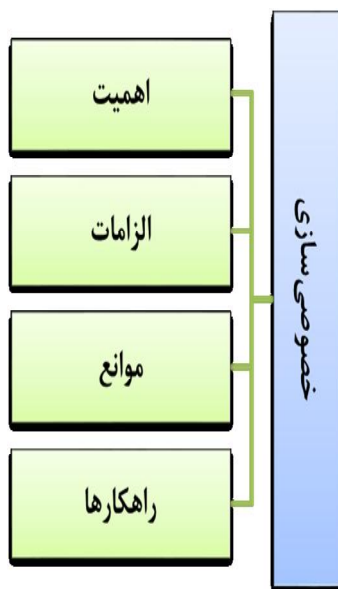 خصوصی‌سازی
اهمیت
الزامات
موانع
راهکارها